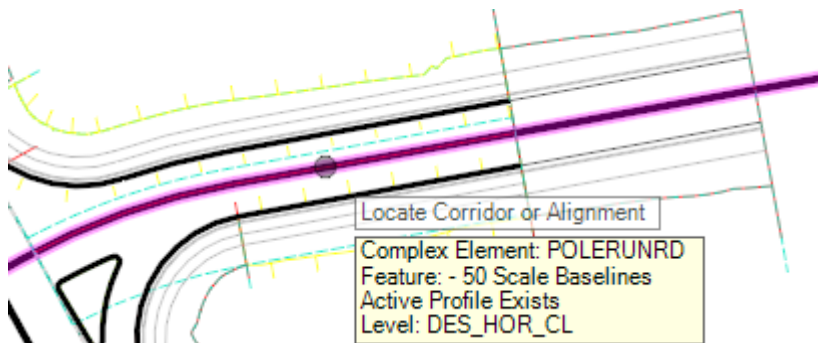 Locate Corridor or Alignment
Complex Element: POLERUNRD
Feature: - 50 Scale Baselines
Active Profile Exists
Level: DES_HOR_CL